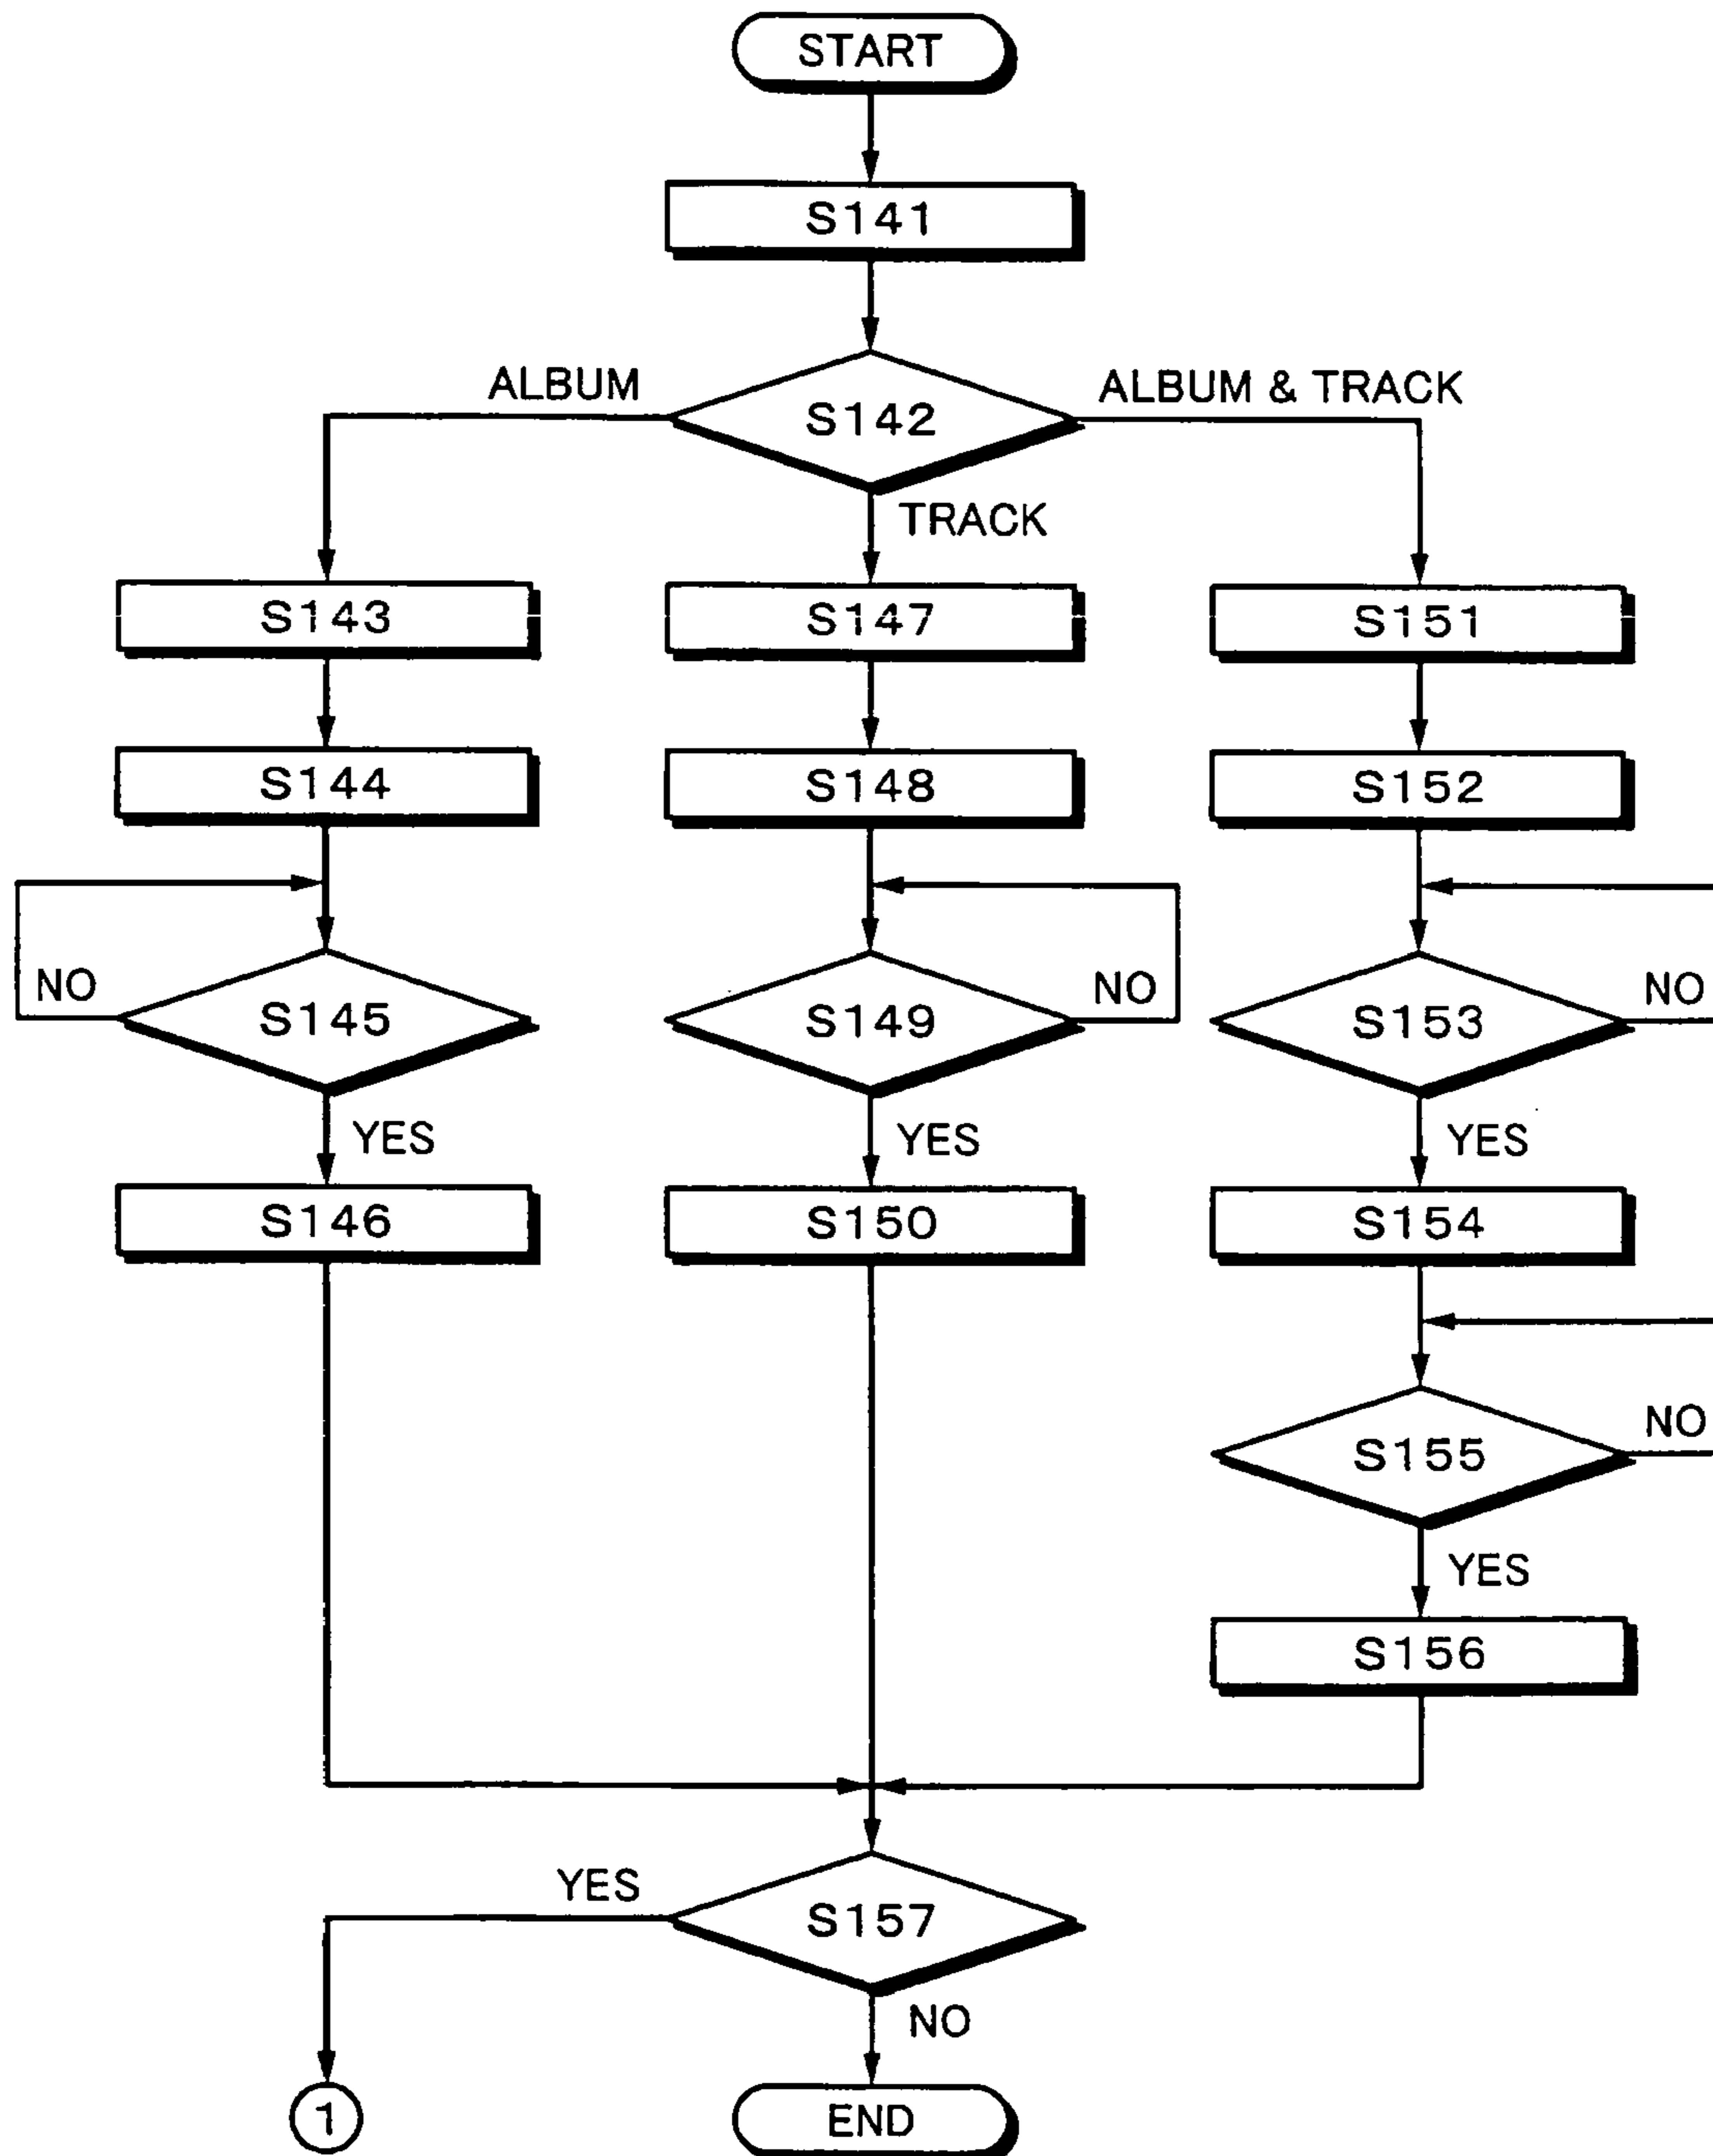 START
S141
ALBUM
S142
ALBUM & TRACK
TRACK
S143
S147
S151
S144
S148
S152
NO
S145
S149
NO
S153
NO
YES
YES
YES
S146
S150
S154
S155
NO
YES
S156
YES
S157
NO
1
END